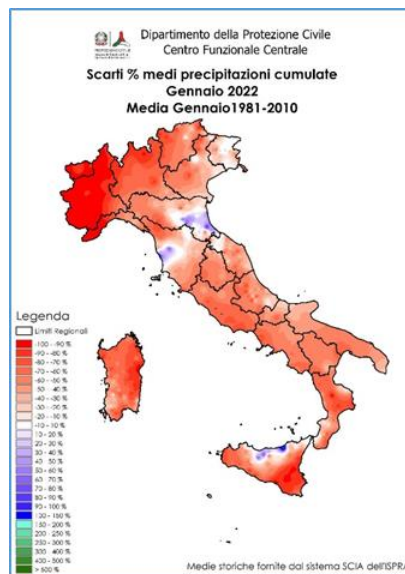 Dipartimento della Protezione Civile
Centro Funzionale Centrale
Scarti % medi precipitazioni cumulate
Gennaio 2022
Media Gennaio1981-2010
Legenda
Limiti Regionali
-100 - -90 %
-90 - -80 %
-80 - -70 %
-70 - -60 %
-60 - -50 %
-50 - -40 %
-40 - -30 %
-30 - -20 %
-20 - -10 %
-10 - 10 %
10 - 20 %
20 - 30 %
30 - 40 %
40 - 50 %
50 - 60 %
60 - 70 %
70 - 80 %
80 - 90 %
90 - 100 %
100 - 150 %
150 - 200 %
200 - 250 %
250 - 300 %
300 - 400 %
400 - 500 %
> 500 %
Medie storiche fornite dal sistema SCIA dell'ISPRA